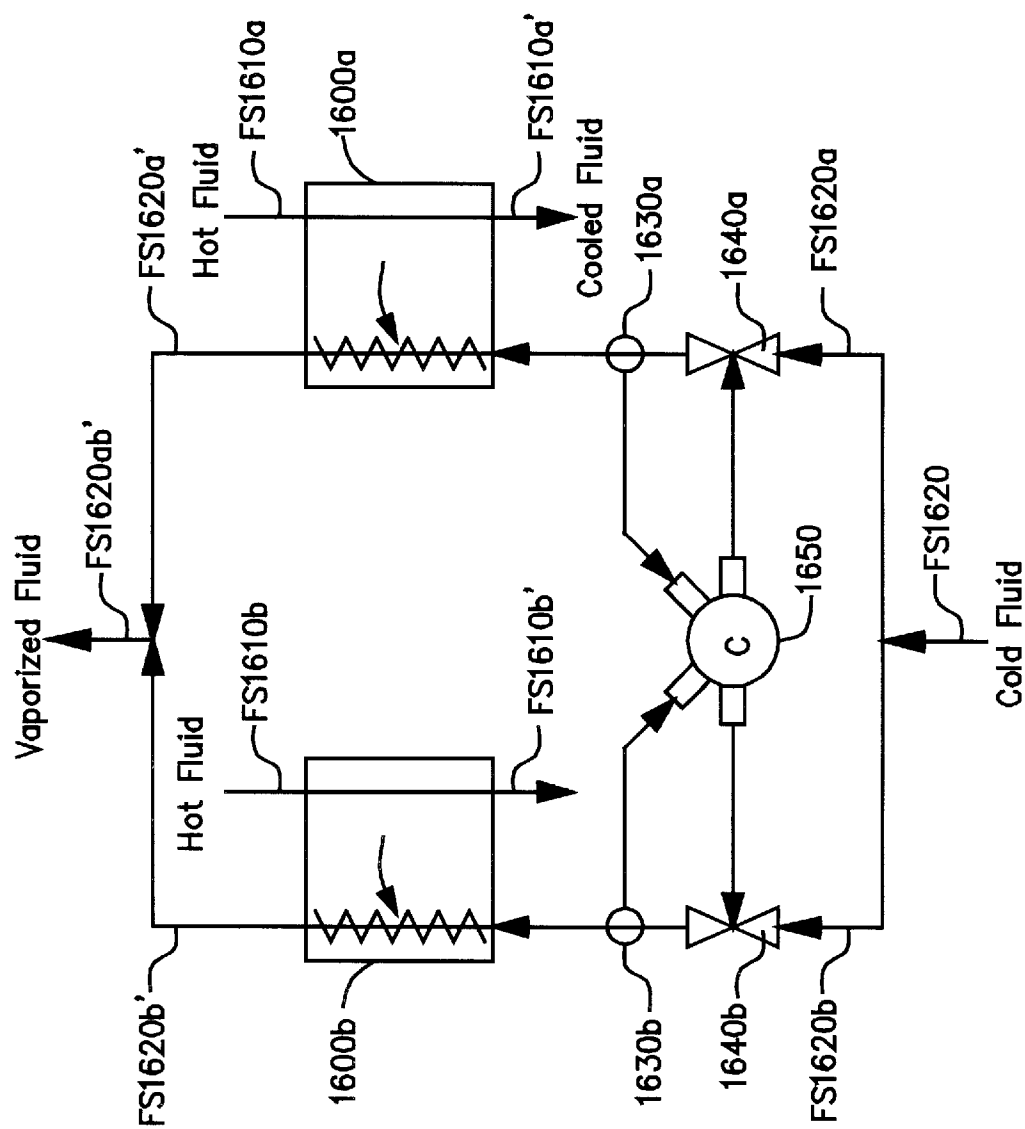 Vaporized Fluid
FS1620ab'
FS1620b'
FS1620a'
Hot Fluid
Hot Fluid
FS1610b
FS1610a
1600b
1600a
FS1610b'
FS1610a'
Cooled Fluid
1630b
1630a
1640b
1640a
C
1650
FS1620b
FS1620a
FS1620
Cold Fluid